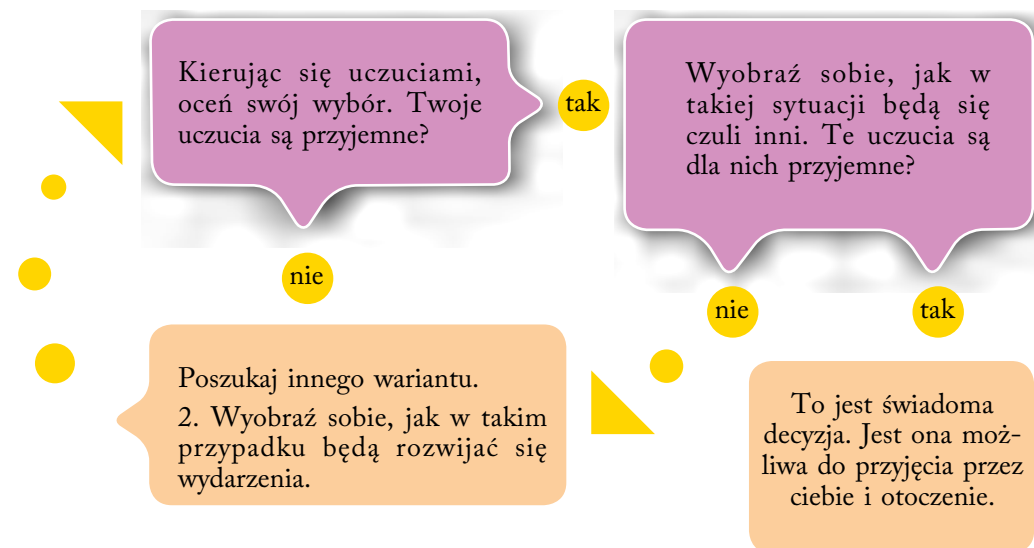 Kierując się uczuciami,
oceń swój wybór. Twoje
uczucia są przyjemne?
tak
Wyobraź sobie, jak w
takiej sytuacji będą się
czuli inni. Te uczucia są
dla nich przyjemne?
nie
nie
tak
Poszukaj innego wariantu.
2. Wyobraź sobie, jak w takim
przypadku będą rozwijać się
wydarzenia.
To jest świadoma
decyzja. Jest ona moż-
liwa do przyjęcia przez
ciebie i otoczenie.